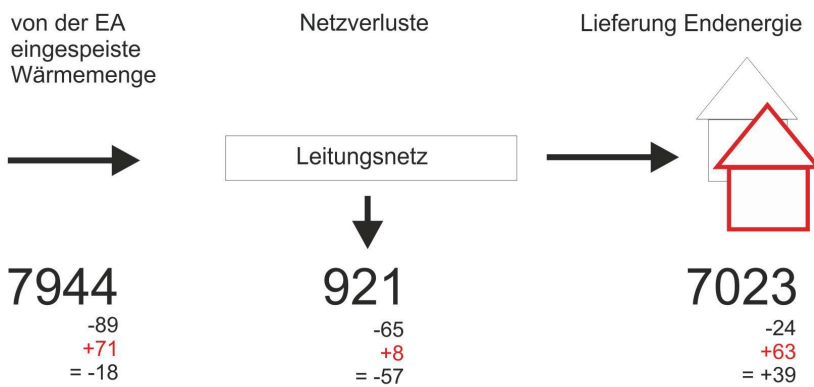 von der EA
eingespeiste
Wärmemenge
Netzverluste
Lieferung Endenergie
Leitungsnetz
7944
-89
+71
= -18
921
-65
+8
= -57
7023
-24
+63
= +39